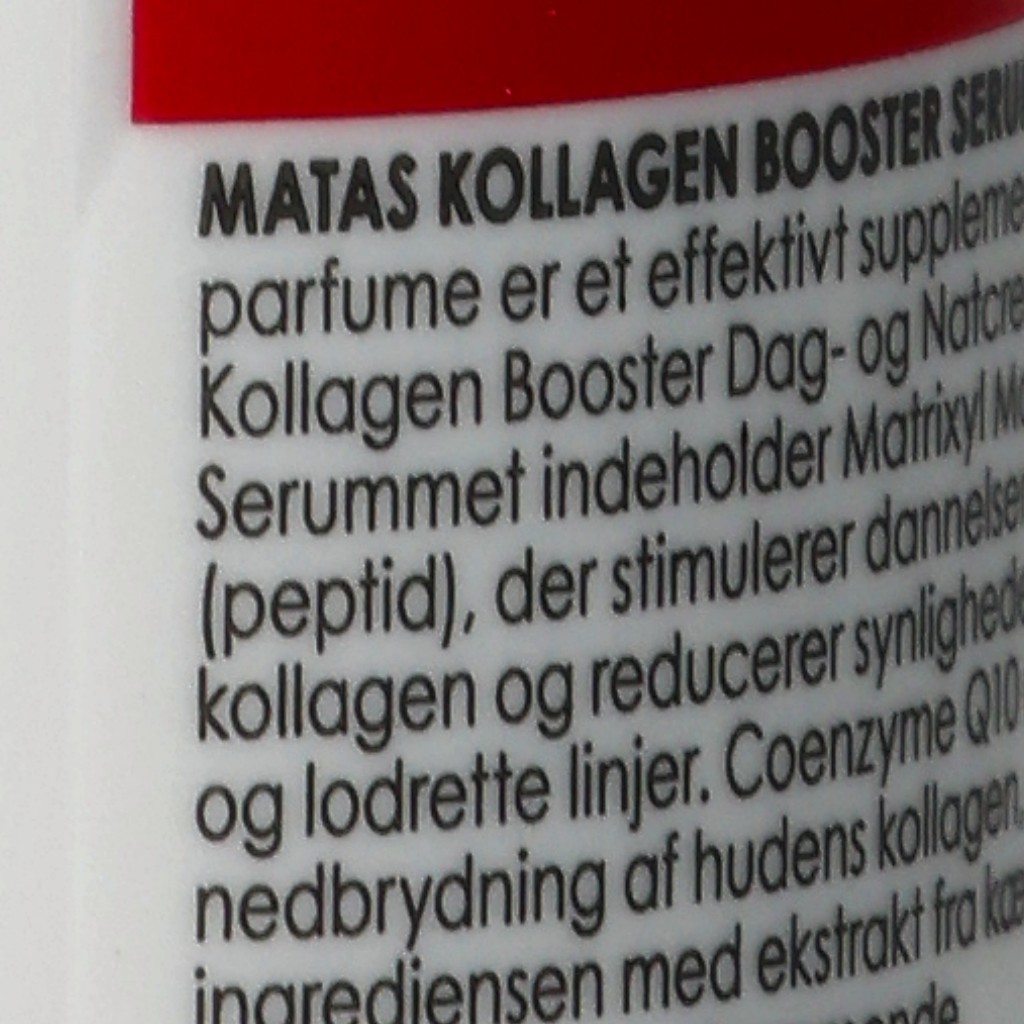 MATAS KOLLAGEN BOOSTER
parfume er et effektivt
Kollagen Booster Dag- og
Serummet indeholder Matrixyl
(peptid), der stimulerer
kollagen og reducerer
og lodrette linjer. Coenzyme Q10
nedbrydning af hudens kollagen.
ingrediensen med ekstrakt fra